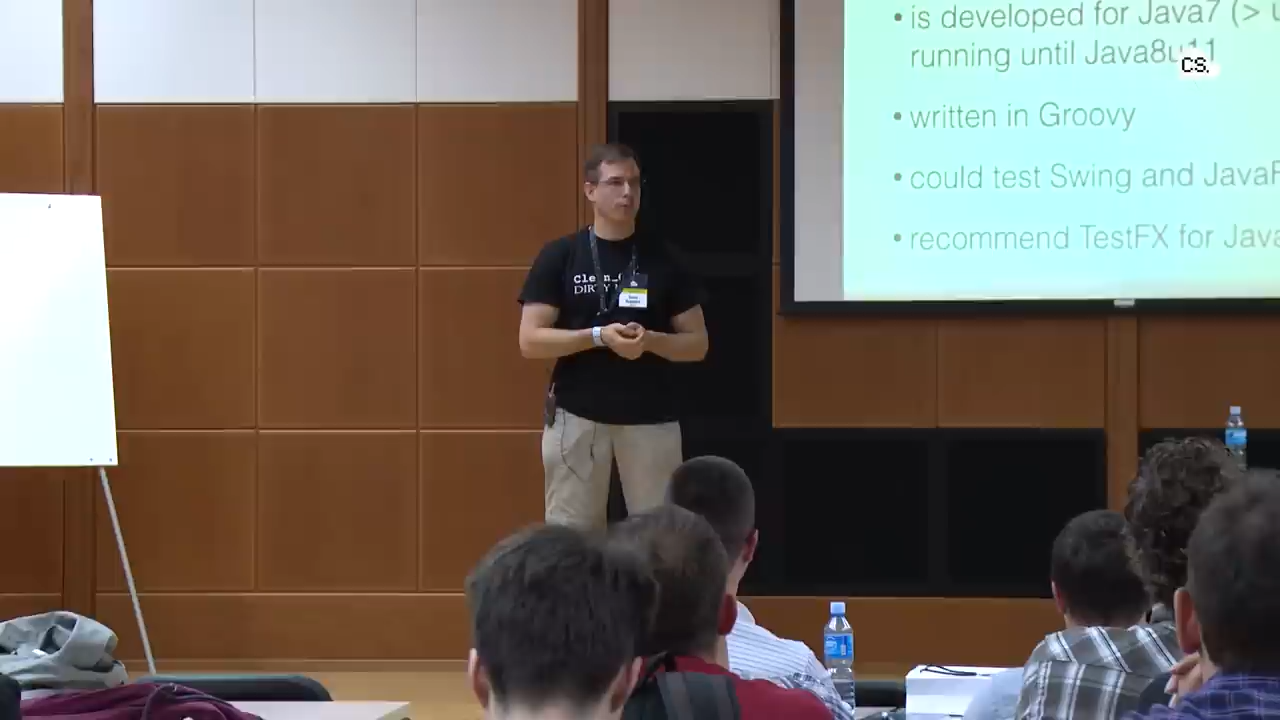 • is developed for Java7 (>
running until Java8u11
cs.
• written in Groovy
• could test Swing and JavaF
• recommend TestFX for Java
DIRTY